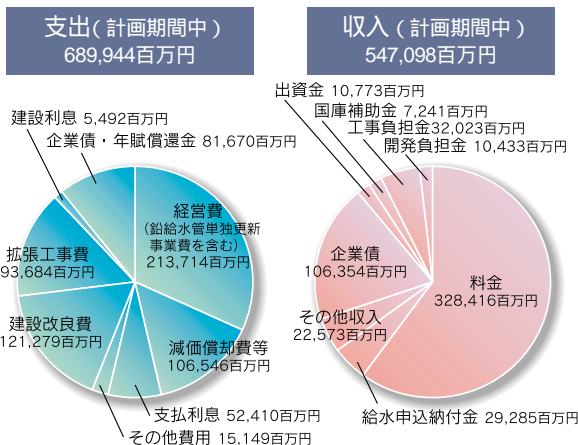 支出(計画期間中)
689,944百万円
建設利息 5,492百万円
企業債・年賦償還金 81,670百万円
経営費
(鉛給水管単独更新
事業費を含む)
213,714百万円
拡張工事費
93,684百万円
建設改良費
121,279百万円
減価償却費等
106,546百万円
支払利息 52,410百万円
その他費用 15,149百万円
収入(計画期間中)
547,098百万円
出資金 10,773百万円
国庫補助金 7,241百万円
工事負担金32,023百万円
開発負担金 10,433百万円
企業債
106,354百万円
料金
328,416百万円
その他収入
22,573百万円
給水申込納付金 29,285百万円